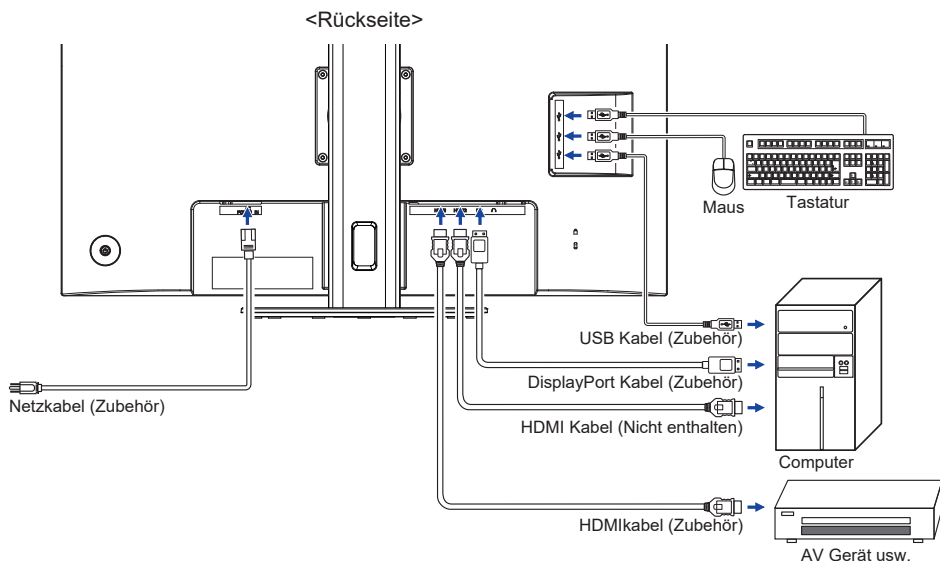 <Rückseite>
Maus
Tastatur
USB Kabel (Zubehör)
DisplayPort Kabel (Zubehör)
Netzkabel (Zubehör)
HDMI Kabel (Nicht enthalten)
Computer
HDMIkabel (Zubehör)
AV Gerät usw.